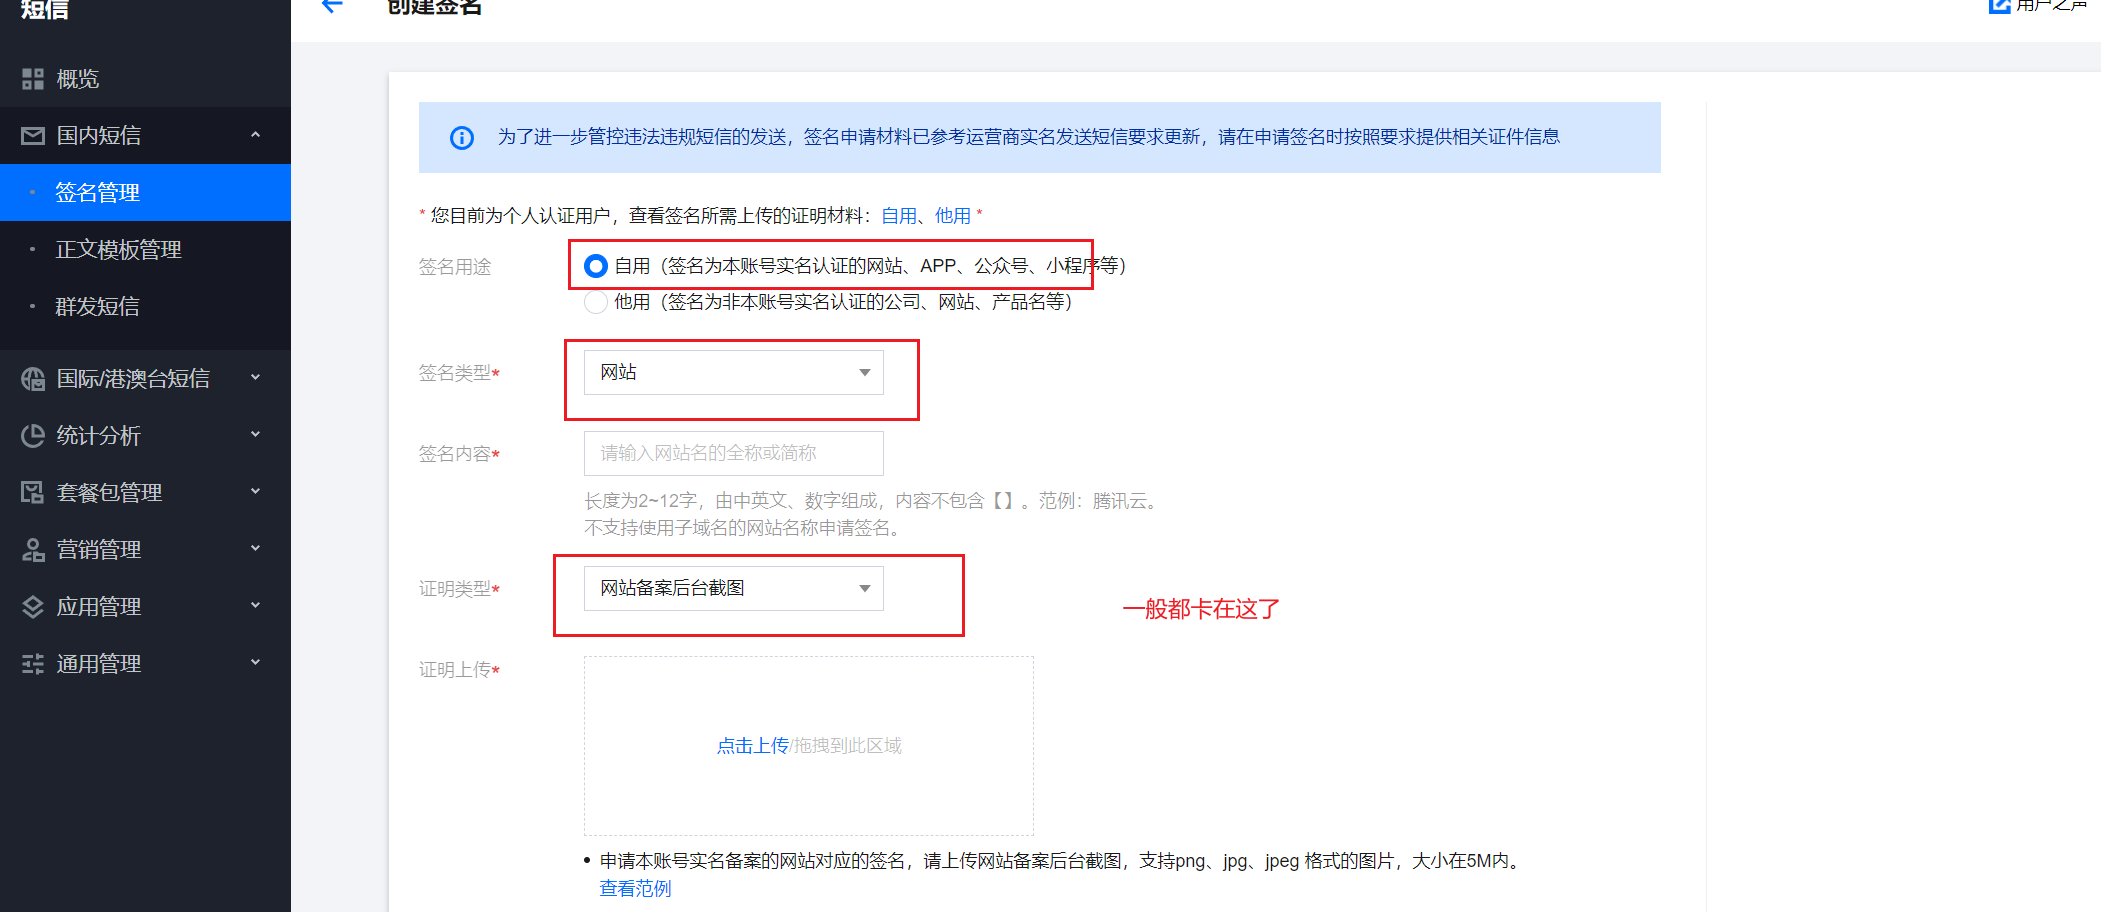 短信
创建签名
用户之声
概览
国内短信
签名管理
正文模板管理
群发短信
国际/港澳台短信
统计分析
套餐包管理
营销管理
应用管理
通用管理
为了进一步管控违法违规短信的发送，签名申请材料已参考运营商实名发送短信要求更新，请在申请签名时按照要求提供相关证件信息
* 您目前为个人认证用户，查看签名所需上传的证明材料：自用、他用 *
签名用途
自用（签名为本账号实名认证的网站、APP、公众号、小程序等）
他用（签名为非本账号实名认证的公司、网站、产品名等）
签名类型*
网站
签名内容*
请输入网站名的全称或简称
长度为2~12字，由中英文、数字组成，内容不包含【】。范例：腾讯云。
不支持使用子域名的网站名称申请签名。
证明类型*
网站备案后台截图
一般都卡在这了
证明上传*
点击上传/拖拽到此区域
• 申请本账号实名备案的网站对应的签名，请上传网站备案后台截图，支持png、jpg、jpeg 格式的图片，大小在5M内。
查看范例